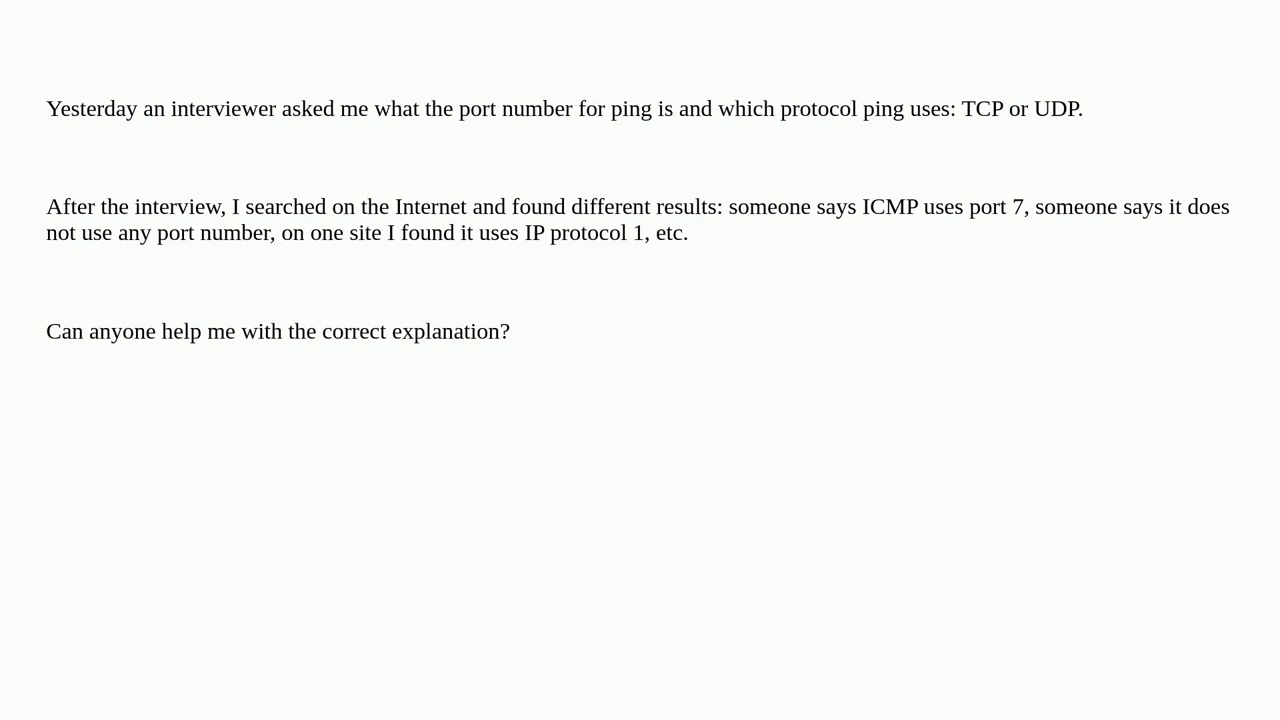 Yesterday an interviewer asked me what the port number for ping is and which protocol ping uses: TCP or UDP.
After the interview, I searched on the Internet and found different results: someone says ICMP uses port 7, someone says it does
not use any port number, on one site I found it uses IP protocol 1, etc.
Can anyone help me with the correct explanation?